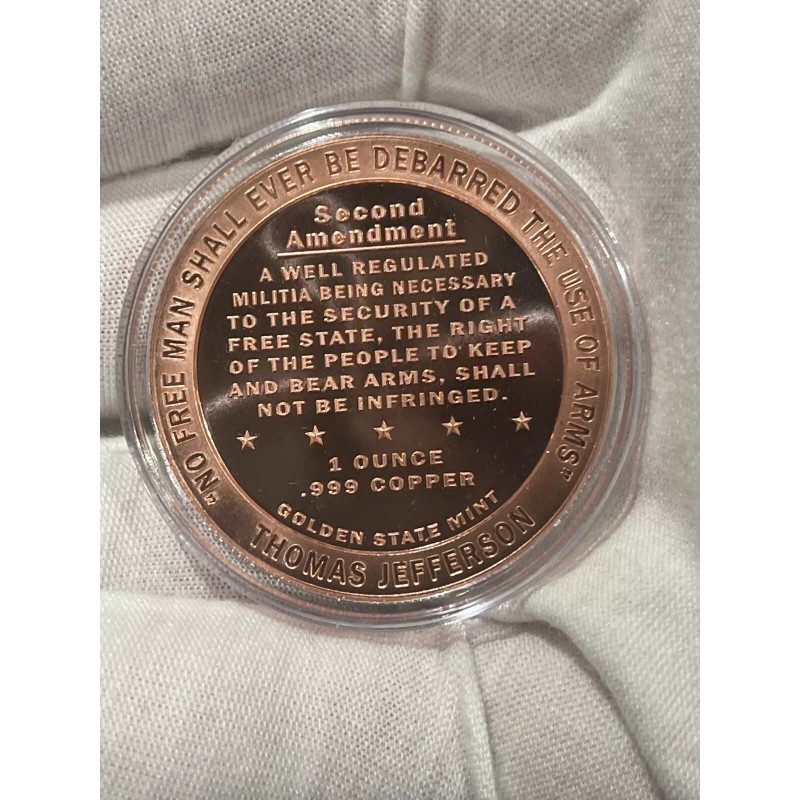 "NO FREE MAN SHALL EVER BE DEBARRED THE USE OF ARMS"
Second
Amendment
A WELL REGULATED
MILITIA BEING NECESSARY
TO THE SECURITY OF A
FREE STATE, THE RIGHT
OF THE PEOPLE TO KEEP
AND BEAR ARMS, SHALL
NOT BE INFRINGED.
1 OUNCE
.999 COPPER
GOLDEN STATE MINT
THOMAS JEFFERSON